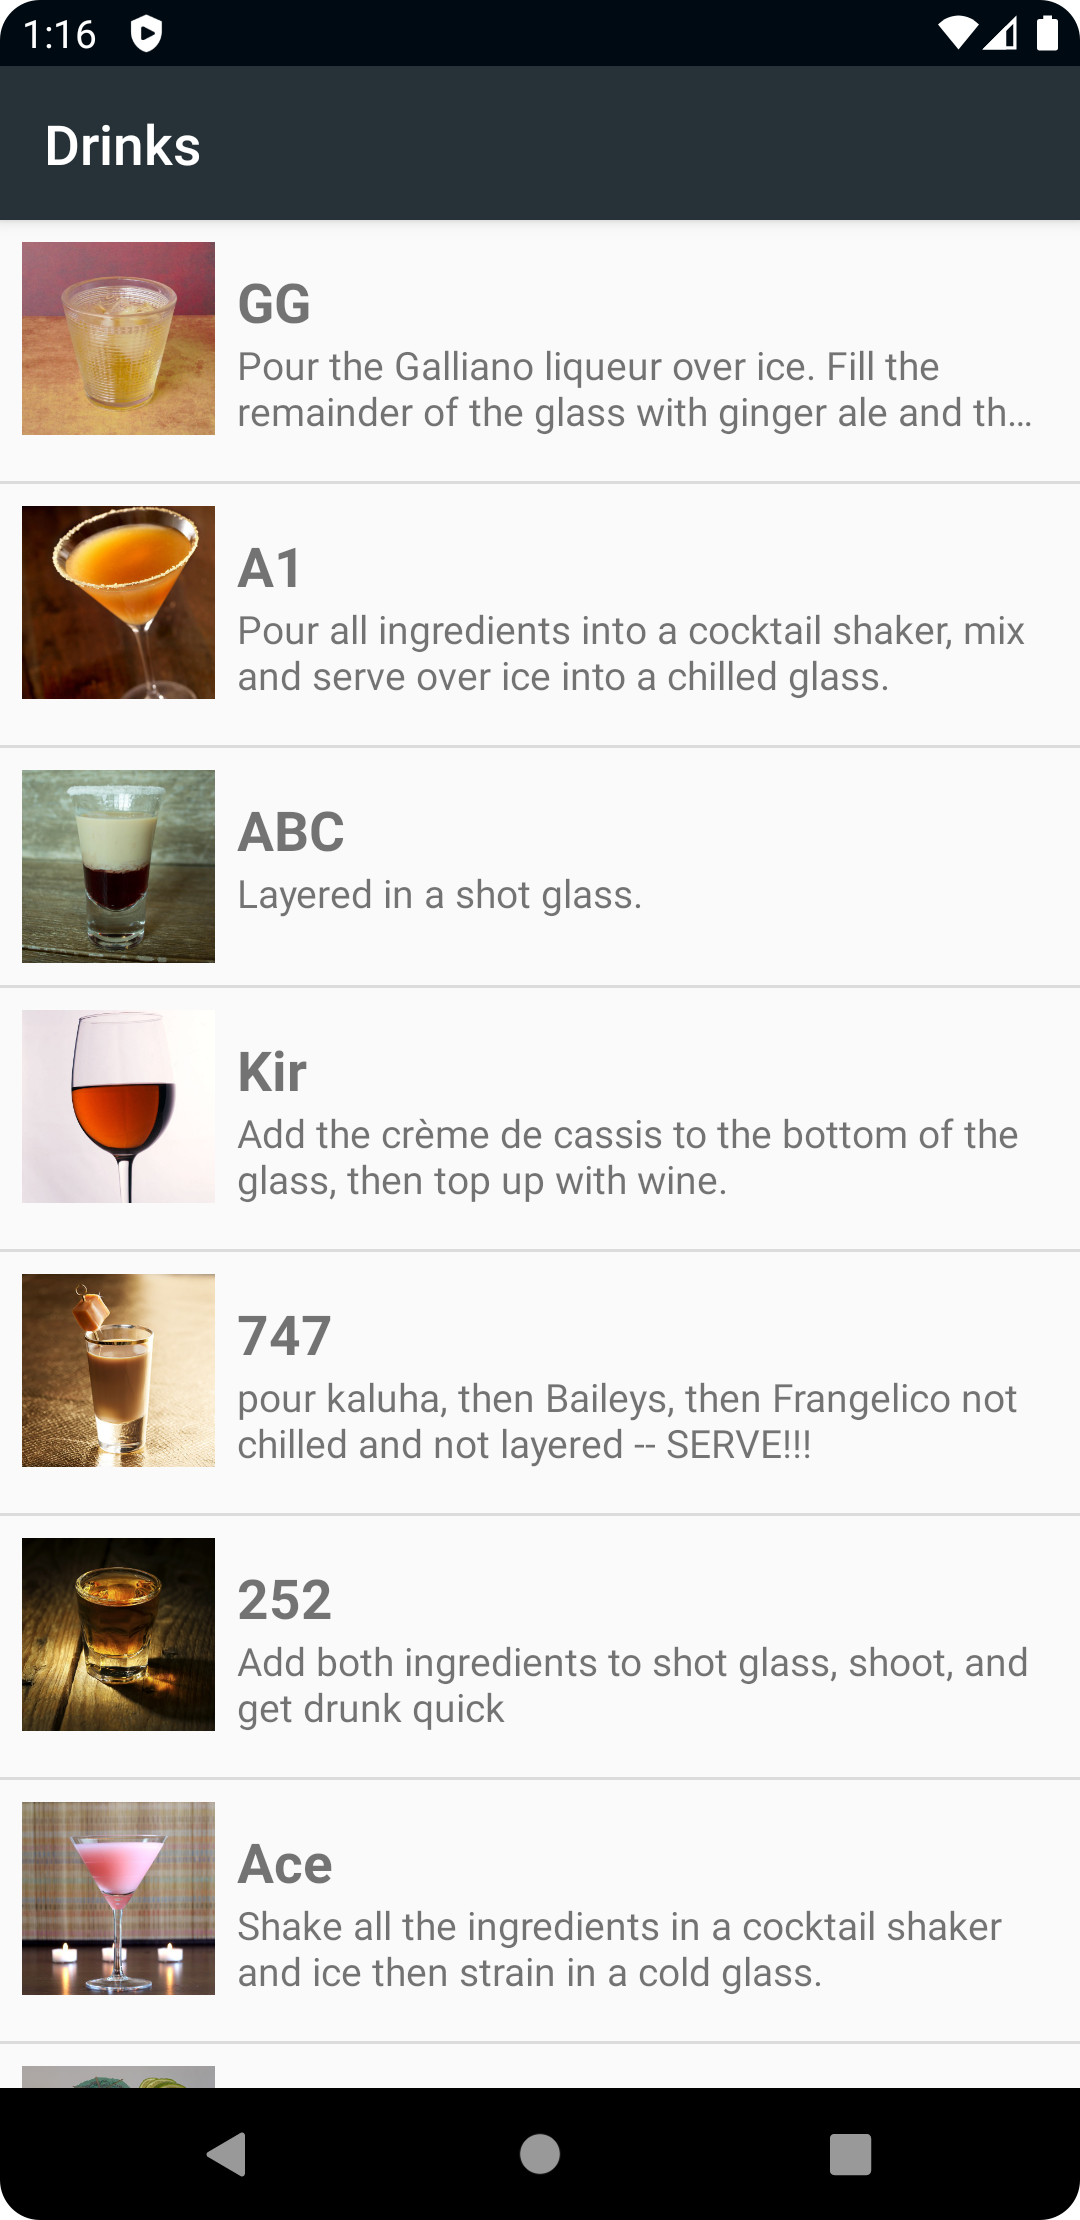 1:16
Drinks
GG
Pour the Galliano liqueur over ice. Fill the
remainder of the glass with ginger ale and th…
A1
Pour all ingredients into a cocktail shaker, mix
and serve over ice into a chilled glass.
ABC
Layered in a shot glass.
Kir
Add the crème de cassis to the bottom of the
glass, then top up with wine.
747
pour kaluha, then Baileys, then Frangelico not
chilled and not layered -- SERVE!!!
252
Add both ingredients to shot glass, shoot, and
get drunk quick
Ace
Shake all the ingredients in a cocktail shaker
and ice then strain in a cold glass.